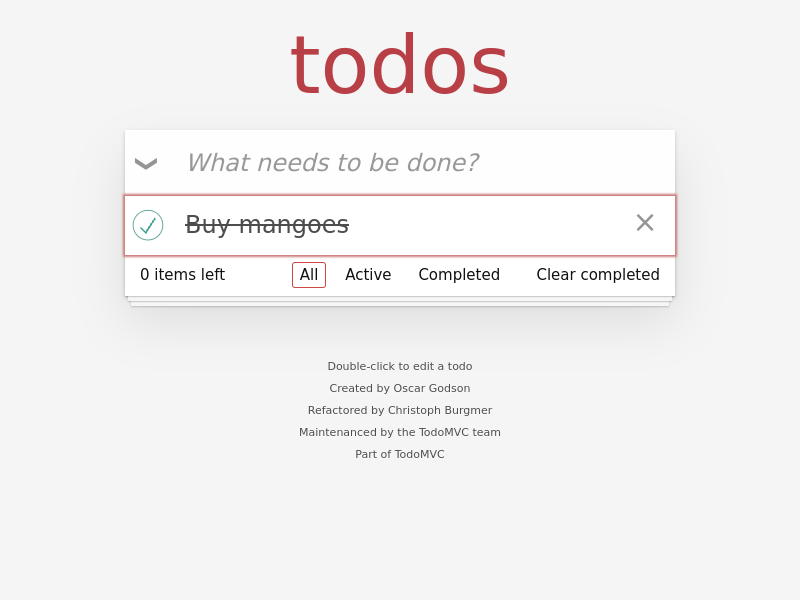 todos
What needs to be done?
Buy mangoes
0 items left All Active Completed Clear completed
Double-click to edit a todo
Created by Oscar Godson
Refactored by Christoph Burgmer
Maintenanced by the TodoMVC team
Part of TodoMVC